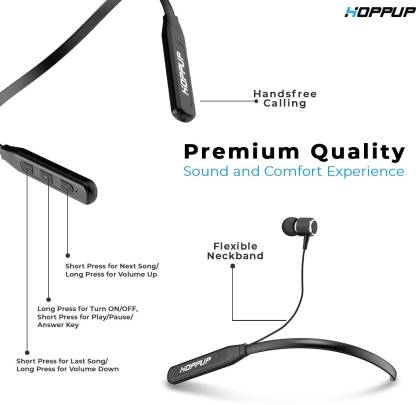 HOPPUP
HOPPUP
Handsfree
Calling
Premium Quality
Sound and Comfort Experience
Flexible
Neckband
Short Press for Next Song/
Long Press for Volume Up
Long Press for Turn ON/OFF,
Short Press for Play/Pause/
Answer Key
Short Press for Last Song/
Long Press for Volume Down
HOPPUP